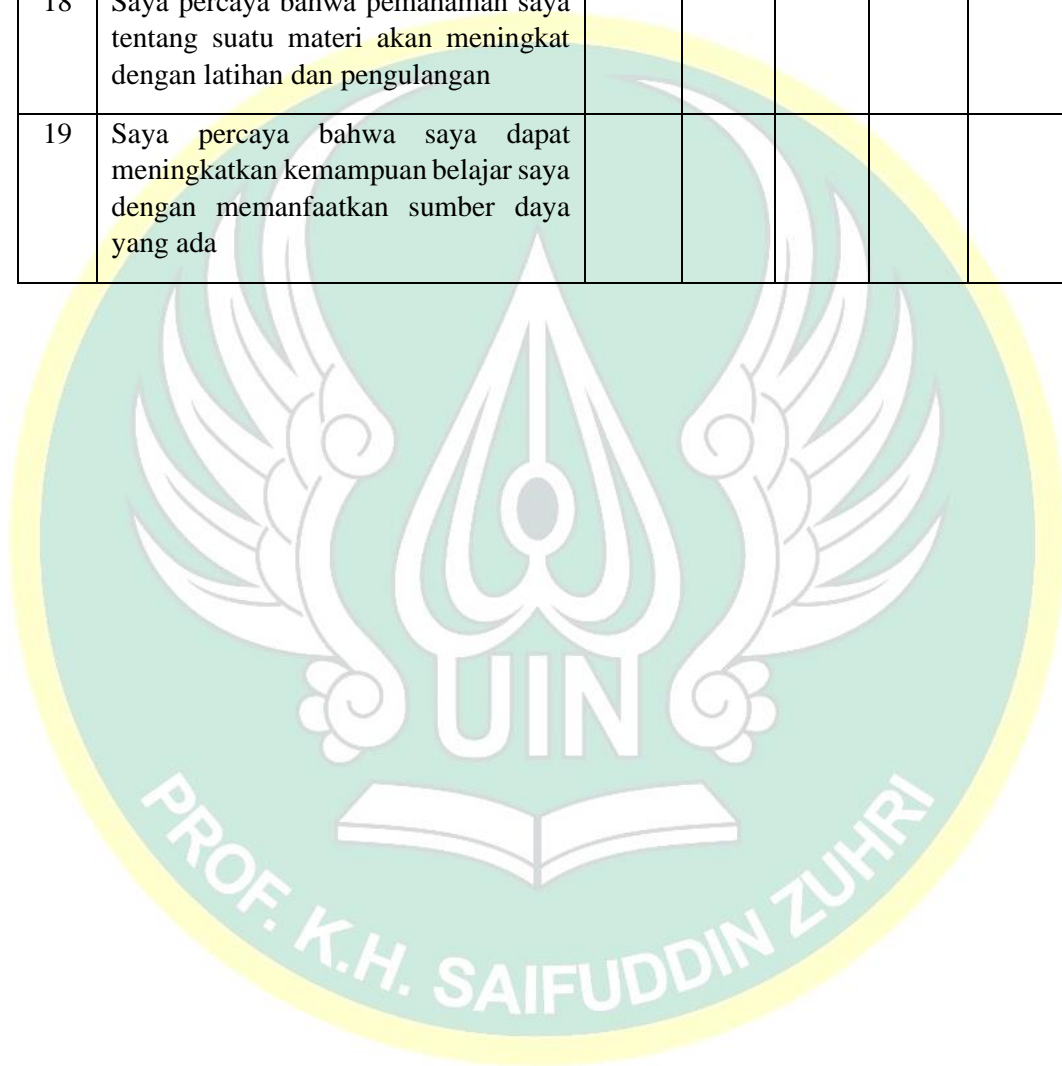 18 Saya percaya bahwa pemahaman saya
tentang suatu materi akan meningkat
dengan latihan dan pengulangan
19 Saya percaya bahwa saya dapat
meningkatkan kemampuan belajar saya
dengan memanfaatkan sumber daya
yang ada
UIN
PROF. K.H. SAIFUDDIN ZUHRI